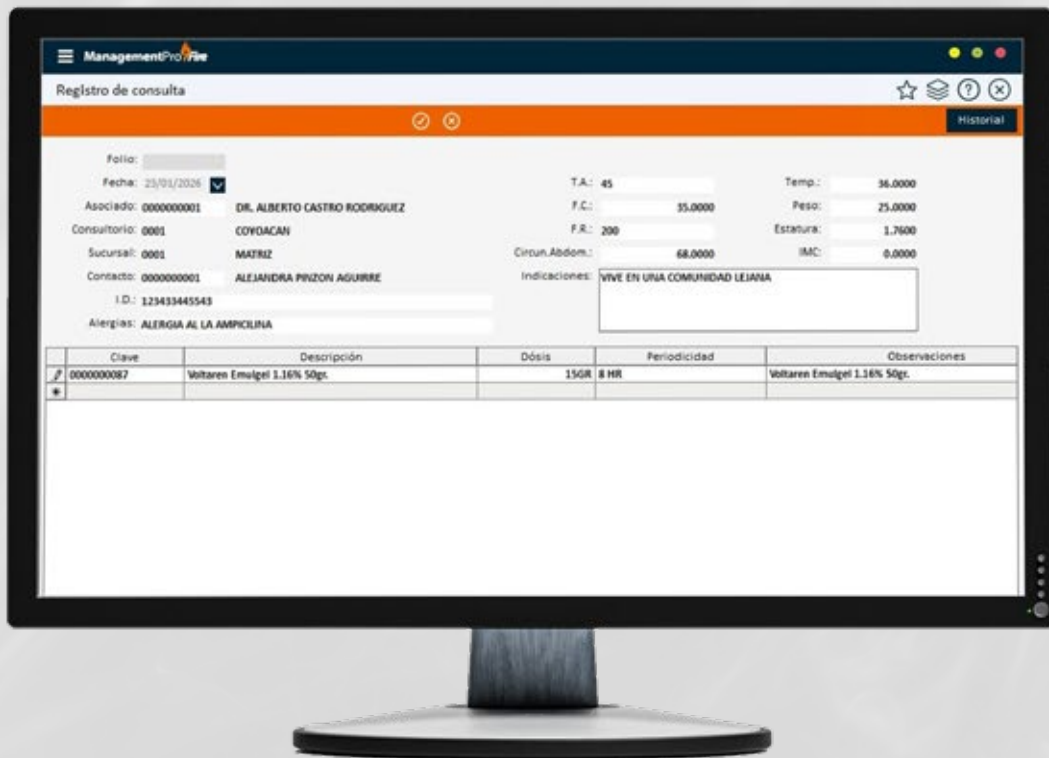 ManagementPro Fire
Registro de consulta
Historial
Folio:
Fecha: 23/01/2026
Asociado: 0000000001 DR. ALBERTO CASTRO RODRIGUEZ
Consultorio: 0001 COYOACAN
Sucursal: 0001 MATRIZ
Contacto: 0000000001 ALEJANDRA PINZON AGUIRRE
I.D.: 123433445543
Alergias: ALERGIA AL LA AMPICILINA
T.A.: 45
F.C.: 35.0000
F.R.: 200
Circun.Abdom.: 68.0000
Temp.: 36.0000
Peso: 25.0000
Estatura: 1.7600
IMC: 0.0000
Indicaciones: VIVE EN UNA COMUNIDAD LEJANA
Clave Descripción Dósis Periodicidad Observaciones
0000000087 Voltaren Emulgel 1.16% 50gr. 15GR 8 HR Voltaren Emulgel 1.16% 50gr.